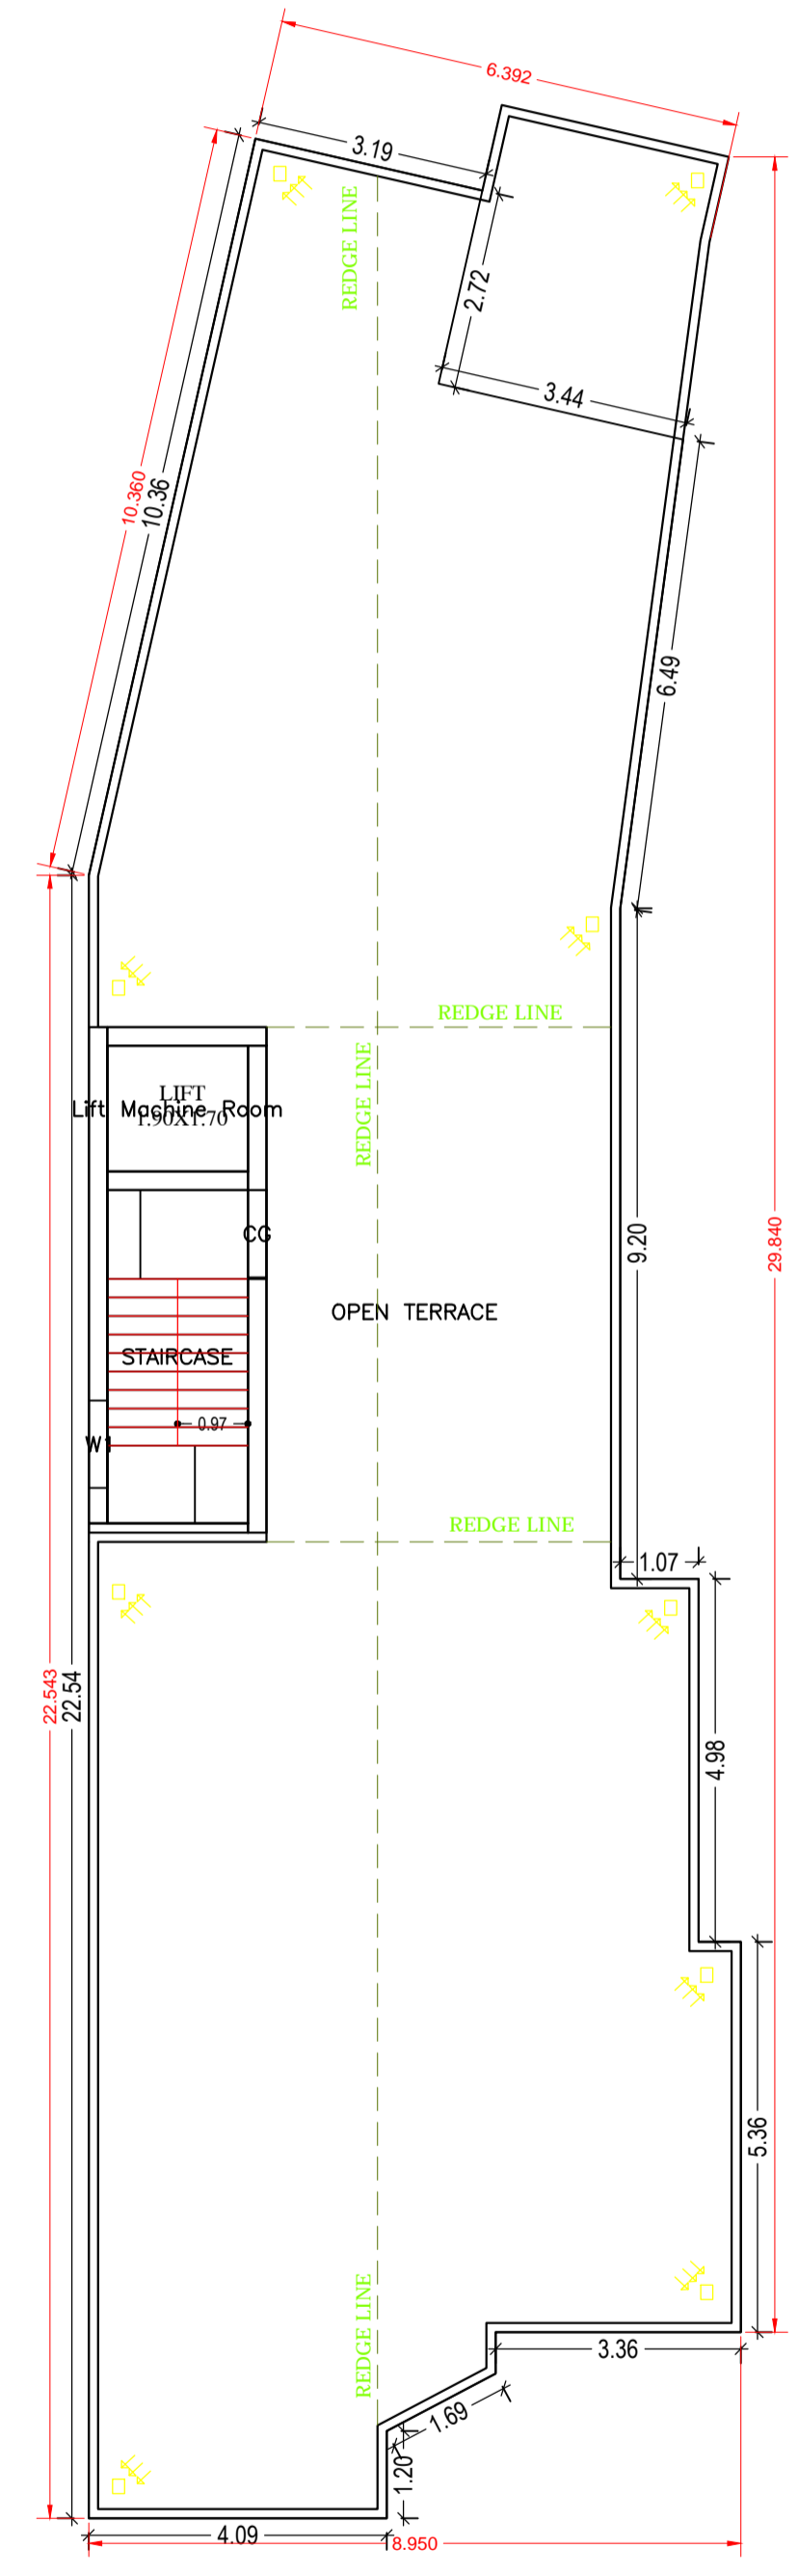 6.392
3.19
REDGE LINE
2.72
3.44
10.360
10.36
6.49
REDGE LINE
LIFT
Lift Machine Room
1.90X1.70
REDGE LINE
CG
9.20
29.840
OPEN TERRACE
STAIRCASE
0.97
W1
REDGE LINE
1.07
22.543
22.54
4.98
5.36
REDGE LINE
3.36
1.69
1.20
4.09
8.950